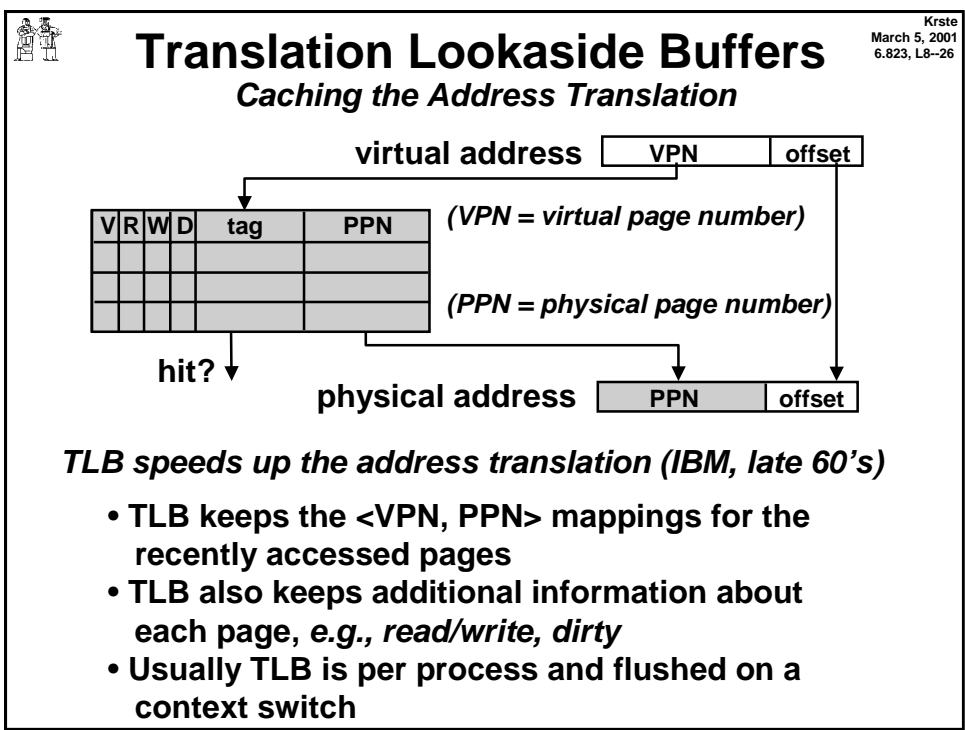 Krste
March 5, 2001
6.823, L8--26
Translation Lookaside Buffers
Caching the Address Translation
virtual address VPN offset
V R W D tag PPN
(VPN = virtual page number)
(PPN = physical page number)
hit?
physical address PPN offset
TLB speeds up the address translation (IBM, late 60's)
• TLB keeps the <VPN, PPN> mappings for the
recently accessed pages
• TLB also keeps additional information about
each page, e.g., read/write, dirty
• Usually TLB is per process and flushed on a
context switch